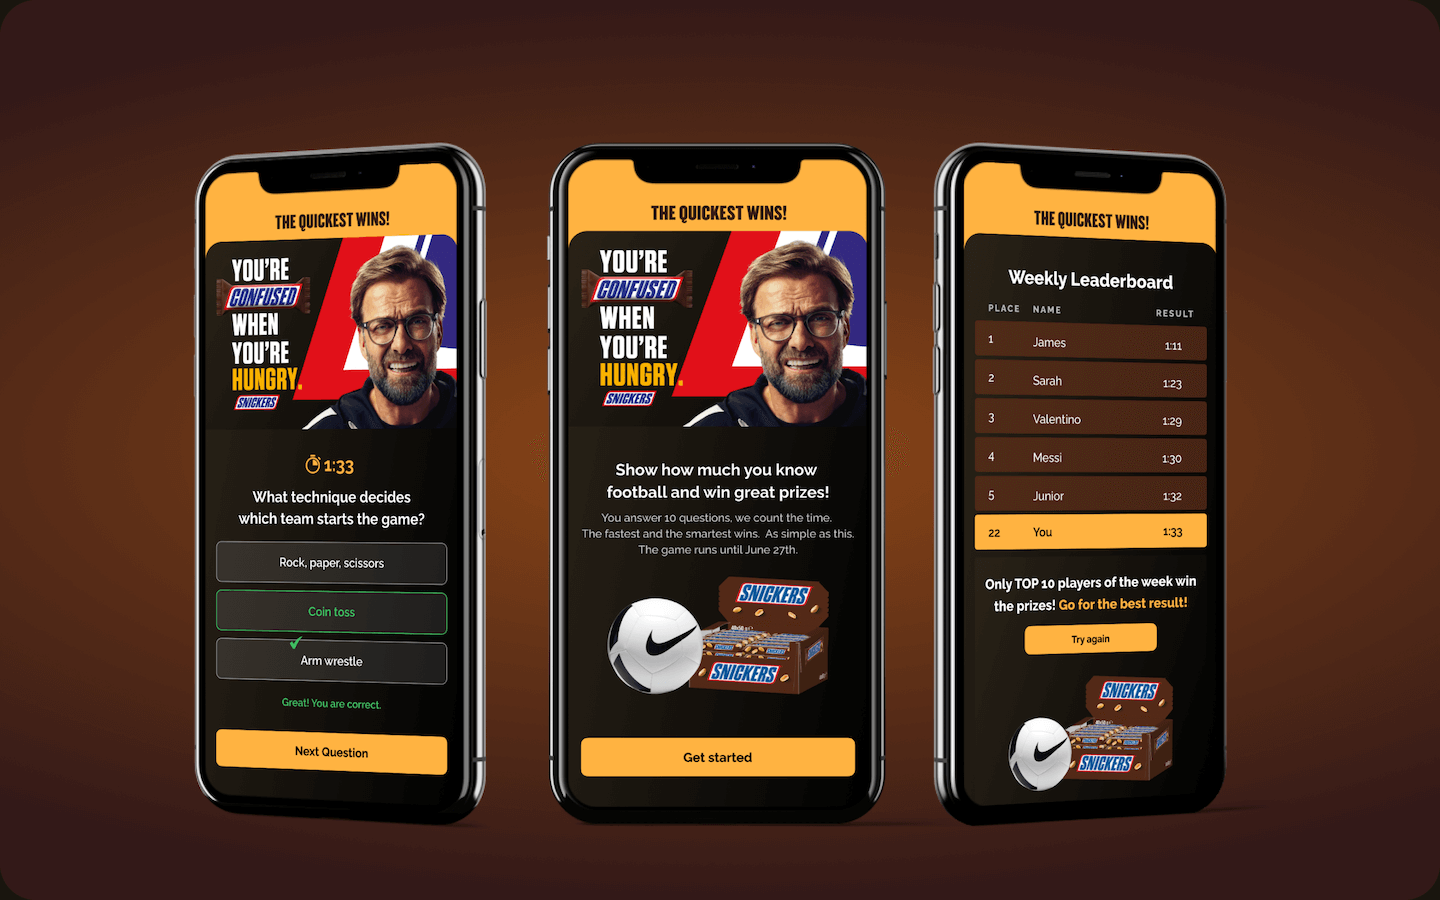 THE QUICKEST WINS!
YOU'RE
CONFUSED
WHEN
YOU'RE
HUNGRY.
SNICKERS
1:33
What technique decides
which team starts the game?
Rock, paper, scissors
Coin toss
Arm wrestle
Great! You are correct.
Next Question
THE QUICKEST WINS!
YOU'RE
CONFUSED
WHEN
YOU'RE
HUNGRY.
SNICKERS
Show how much you know
football and win great prizes!
You answer 10 questions, we count the time.
The fastest and the smartest wins. As simple as this.
The game runs until June 27th.
SNICKERS
SNICKERS
Get started
THE QUICKEST WINS!
Weekly Leaderboard
PLACE NAME RESULT
1 James 1:11
2 Sarah 1:23
3 Valentino 1:29
4 Messi 1:30
5 Junior 1:32
22 You 1:33
Only TOP 10 players of the week win
the prizes! Go for the best result!
Try again
SNICKERS
SNICKERS